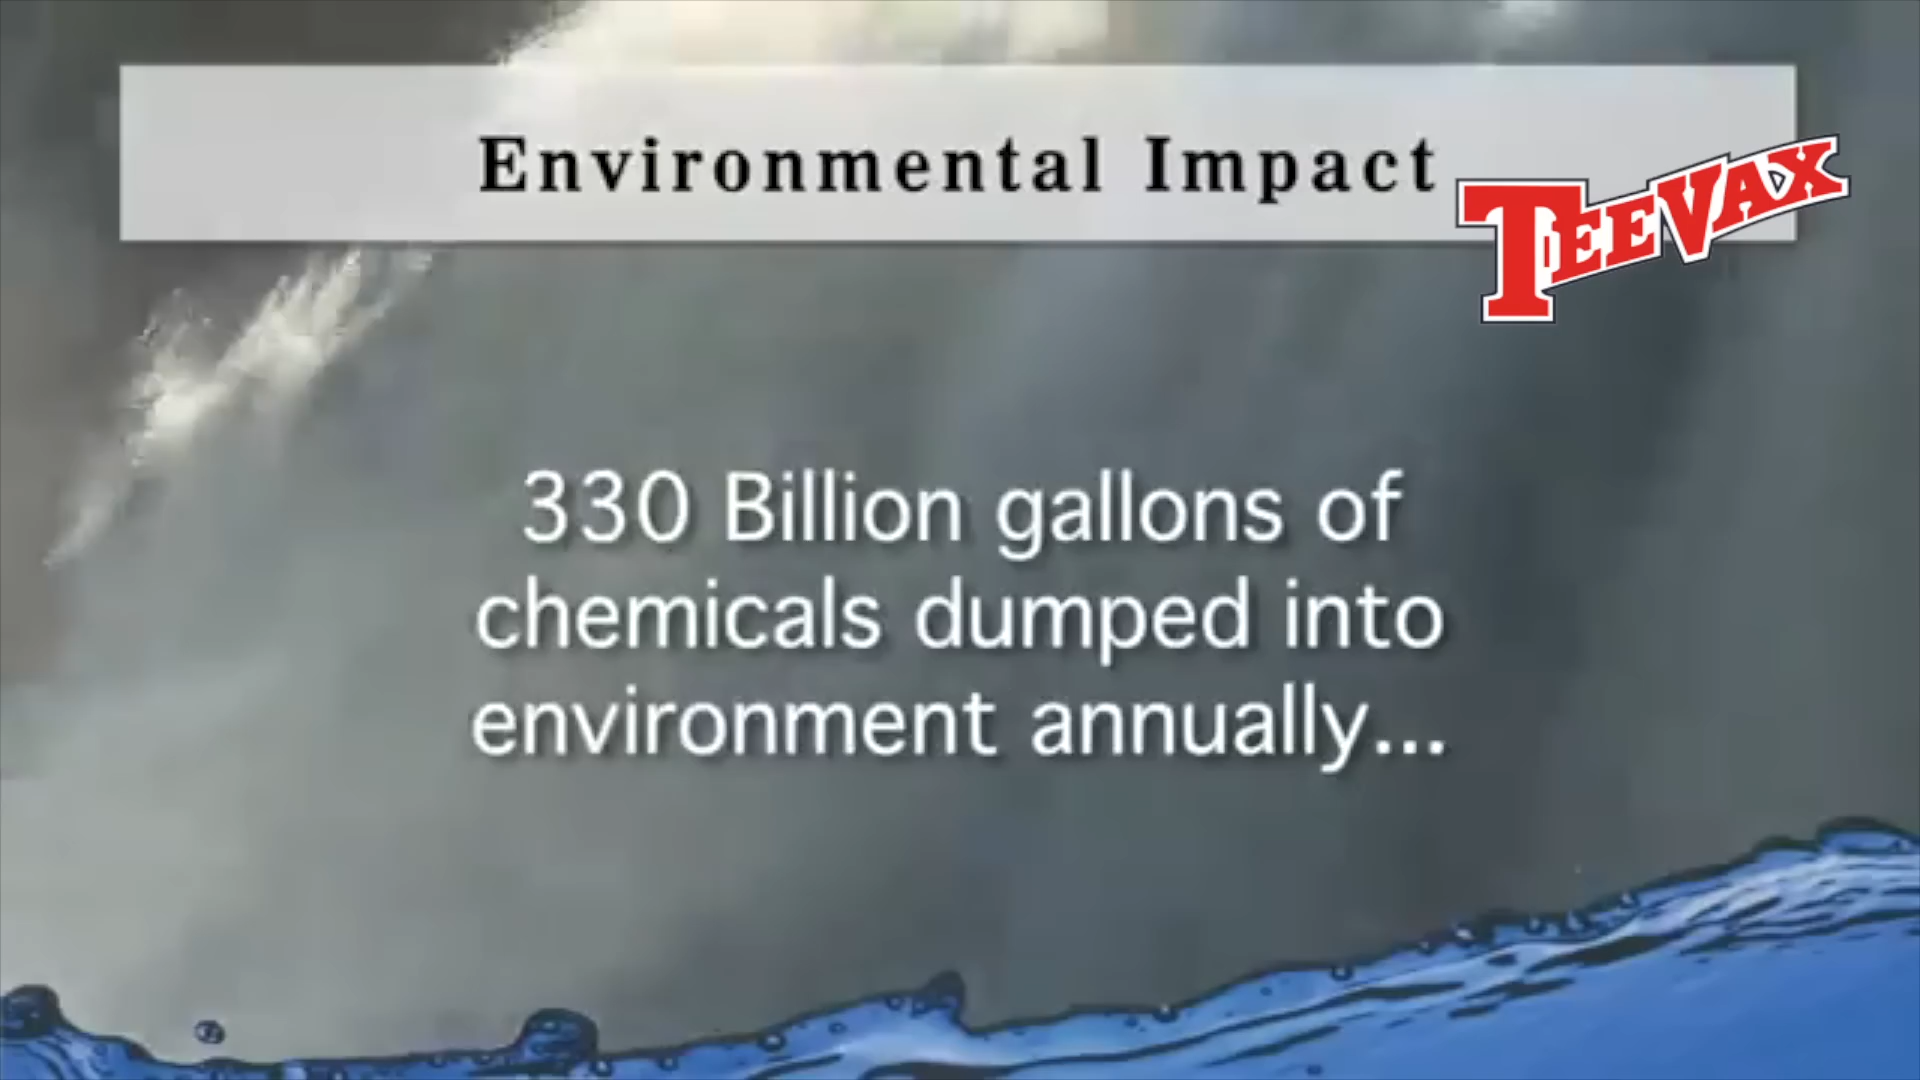 Environmental Impact
TEEVAX
330 Billion gallons of
chemicals dumped into
environment annually...